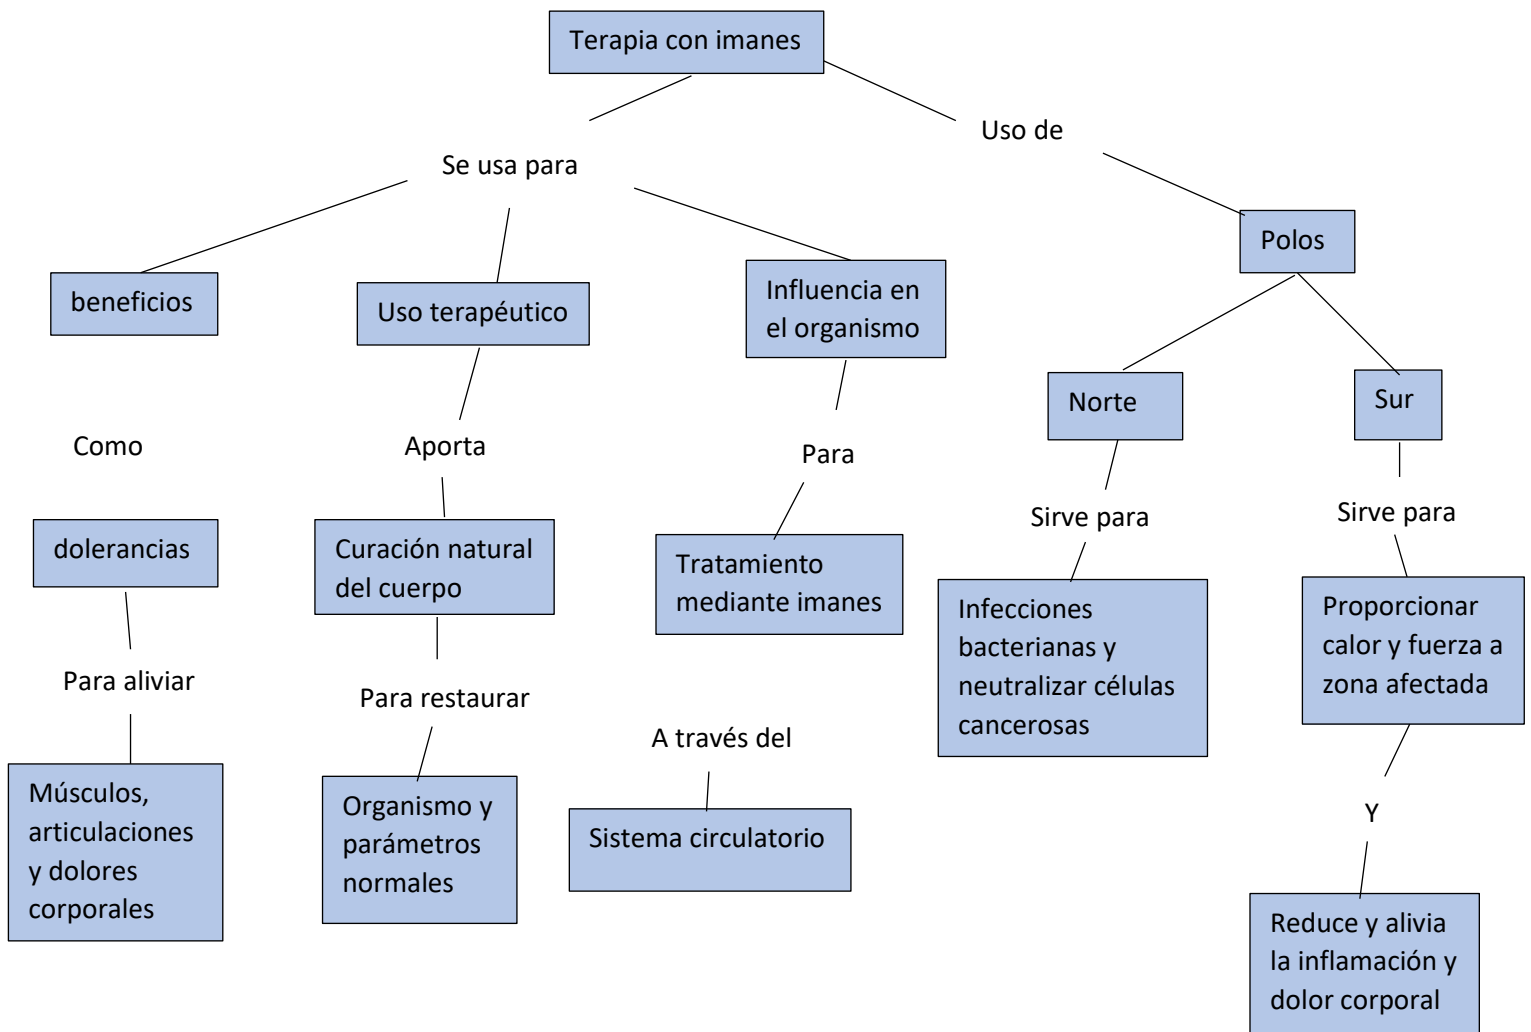 Terapia con imanes
Uso de
Se usa para
Polos
beneficios
Uso terapéutico
Influencia en
el organismo
Norte
Sur
Como
Aporta
Para
Sirve para
Sirve para
dolerancias
Curación natural
del cuerpo
Tratamiento
mediante imanes
Infecciones
bacterianas y
neutralizar células
cancerosas
Proporcionar
calor y fuerza a
zona afectada
Para aliviar
Para restaurar
A través del
Músculos,
articulaciones
y dolores
corporales
Organismo y
parámetros
normales
Sistema circulatorio
Y
Reduce y alivia
la inflamación y
dolor corporal